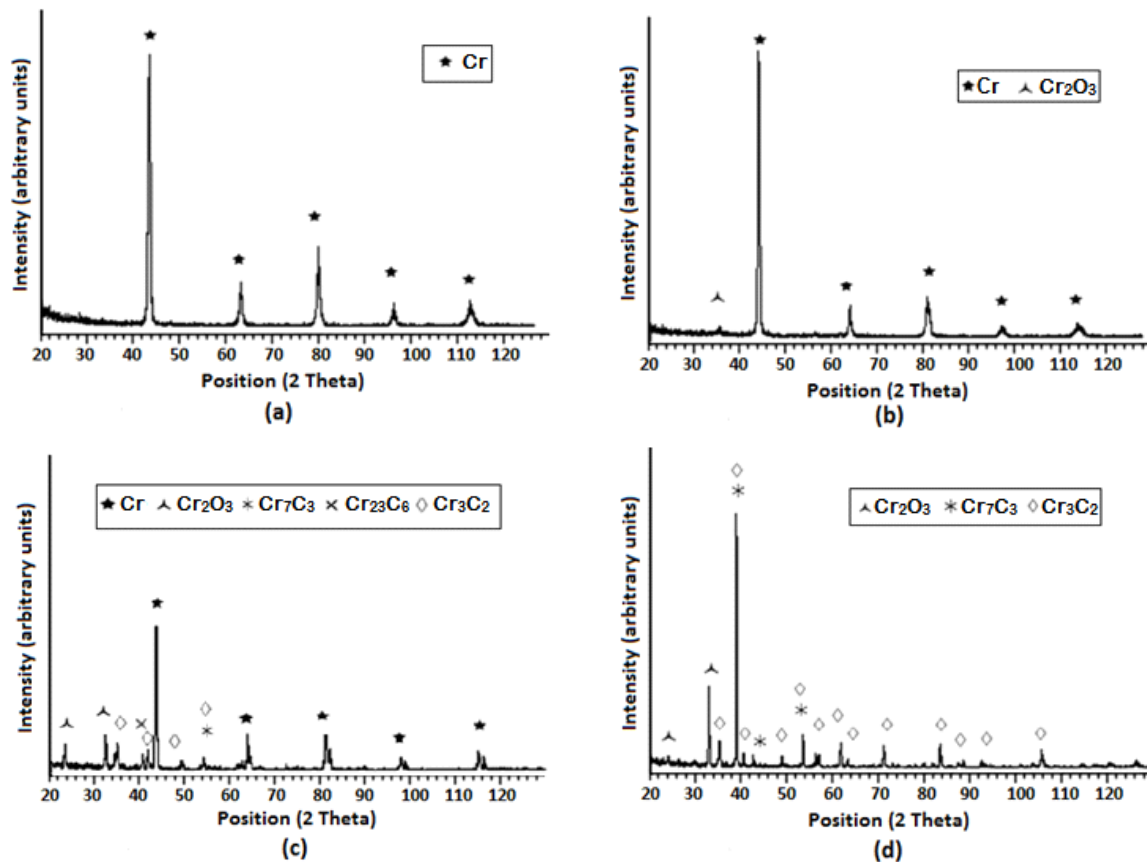 Intensity (arbitrary units)
★ Cr
20 30 40 50 60 70 80 90 100 110 120
Position (2 Theta)
(a)
Intensity (arbitrary units)
★ Cr ⅄ Cr₂O₃
20 30 40 50 60 70 80 90 100 110 120
Position (2 Theta)
(b)
Intensity (arbitrary units)
★ Cr ⅄ Cr₂O₃ ✳ Cr₇C₃ × Cr₂₃C₆ ◇ Cr₃C₂
20 30 40 50 60 70 80 90 100 110 120
Position (2 Theta)
(c)
Intensity (arbitrary units)
⅄ Cr₂O₃ ✳ Cr₇C₃ ◇ Cr₃C₂
20 30 40 50 60 70 80 90 100 110 120
Position (2 Theta)
(d)